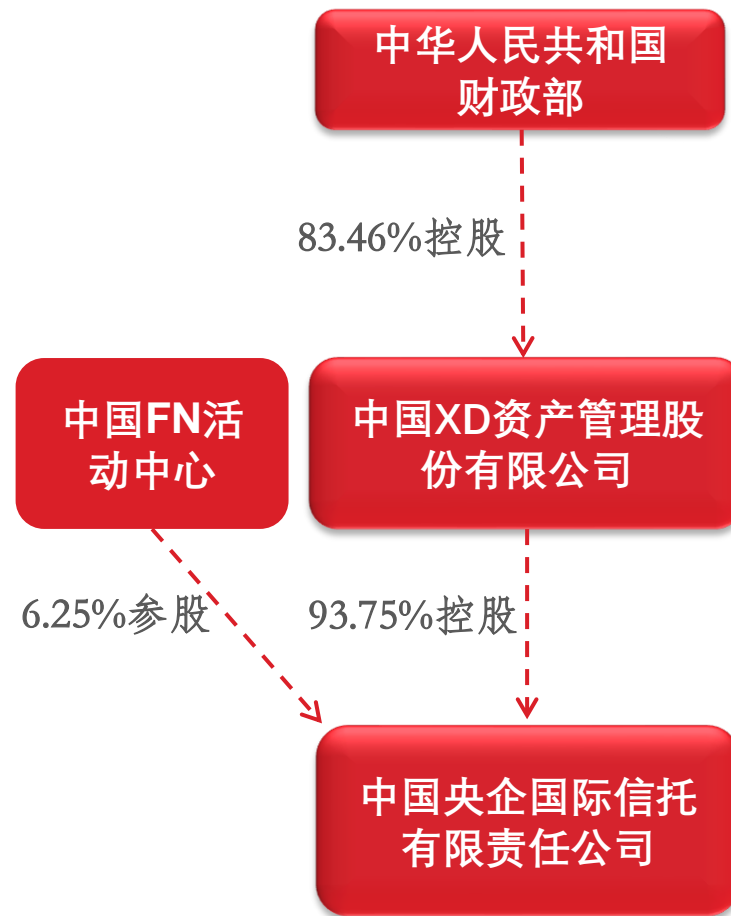 中华人民共和国
财政部
83.46%控股
中国FN活
动中心
中国XD资产管理股
份有限公司
6.25%参股
93.75%控股
中国央企国际信托
有限责任公司